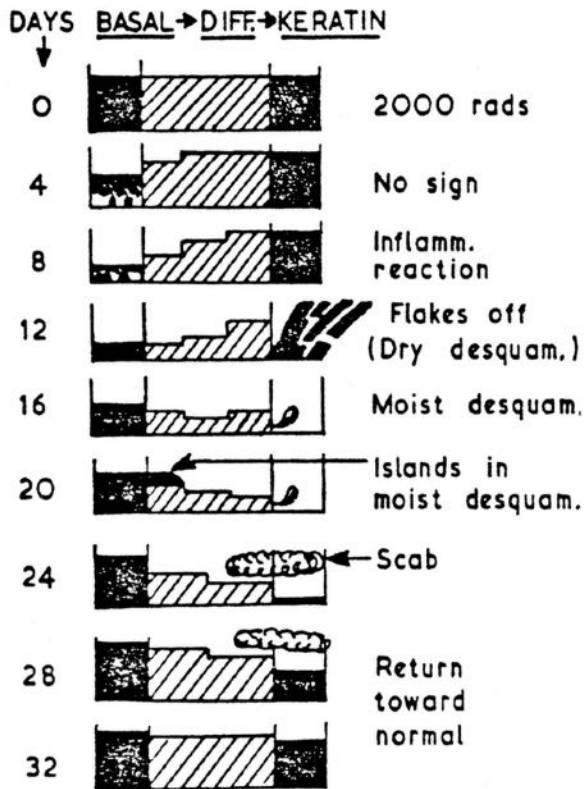 DAYS BASAL→DIFF.→KERATIN
0 2000 rads
4 No sign
8 Inflamm.
reaction
12 Flakes off
(Dry desquam.)
16 Moist desquam.
20 Islands in
moist desquam.
24 Scab
28 Return
toward
normal
32